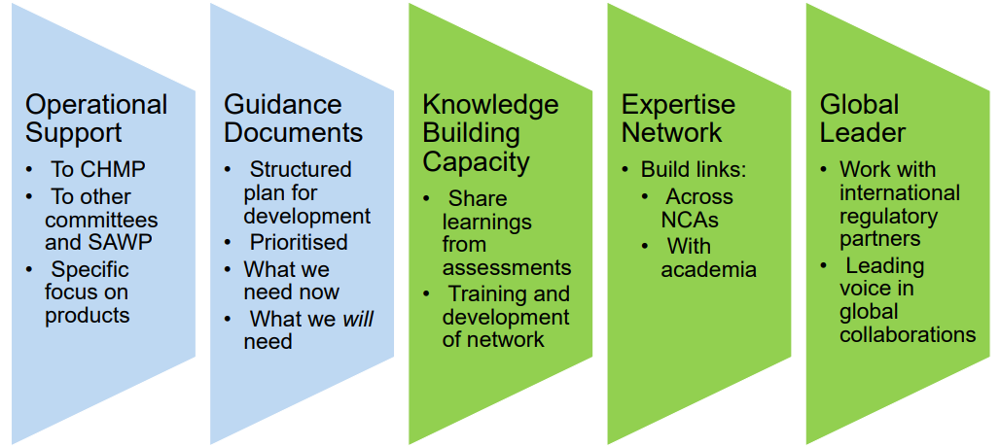 Operational
Support
• To CHMP
• To other
committees
and SAWP
• Specific
focus on
products
Guidance
Documents
• Structured
plan for
development
• Prioritised
• What we
need now
• What we will
need
Knowledge
Building
Capacity
• Share
learnings
from
assessments
• Training and
development
of network
Expertise
Network
• Build links:
• Across
NCAs
• With
academia
Global
Leader
• Work with
international
regulatory
partners
• Leading
voice in
global
collaborations